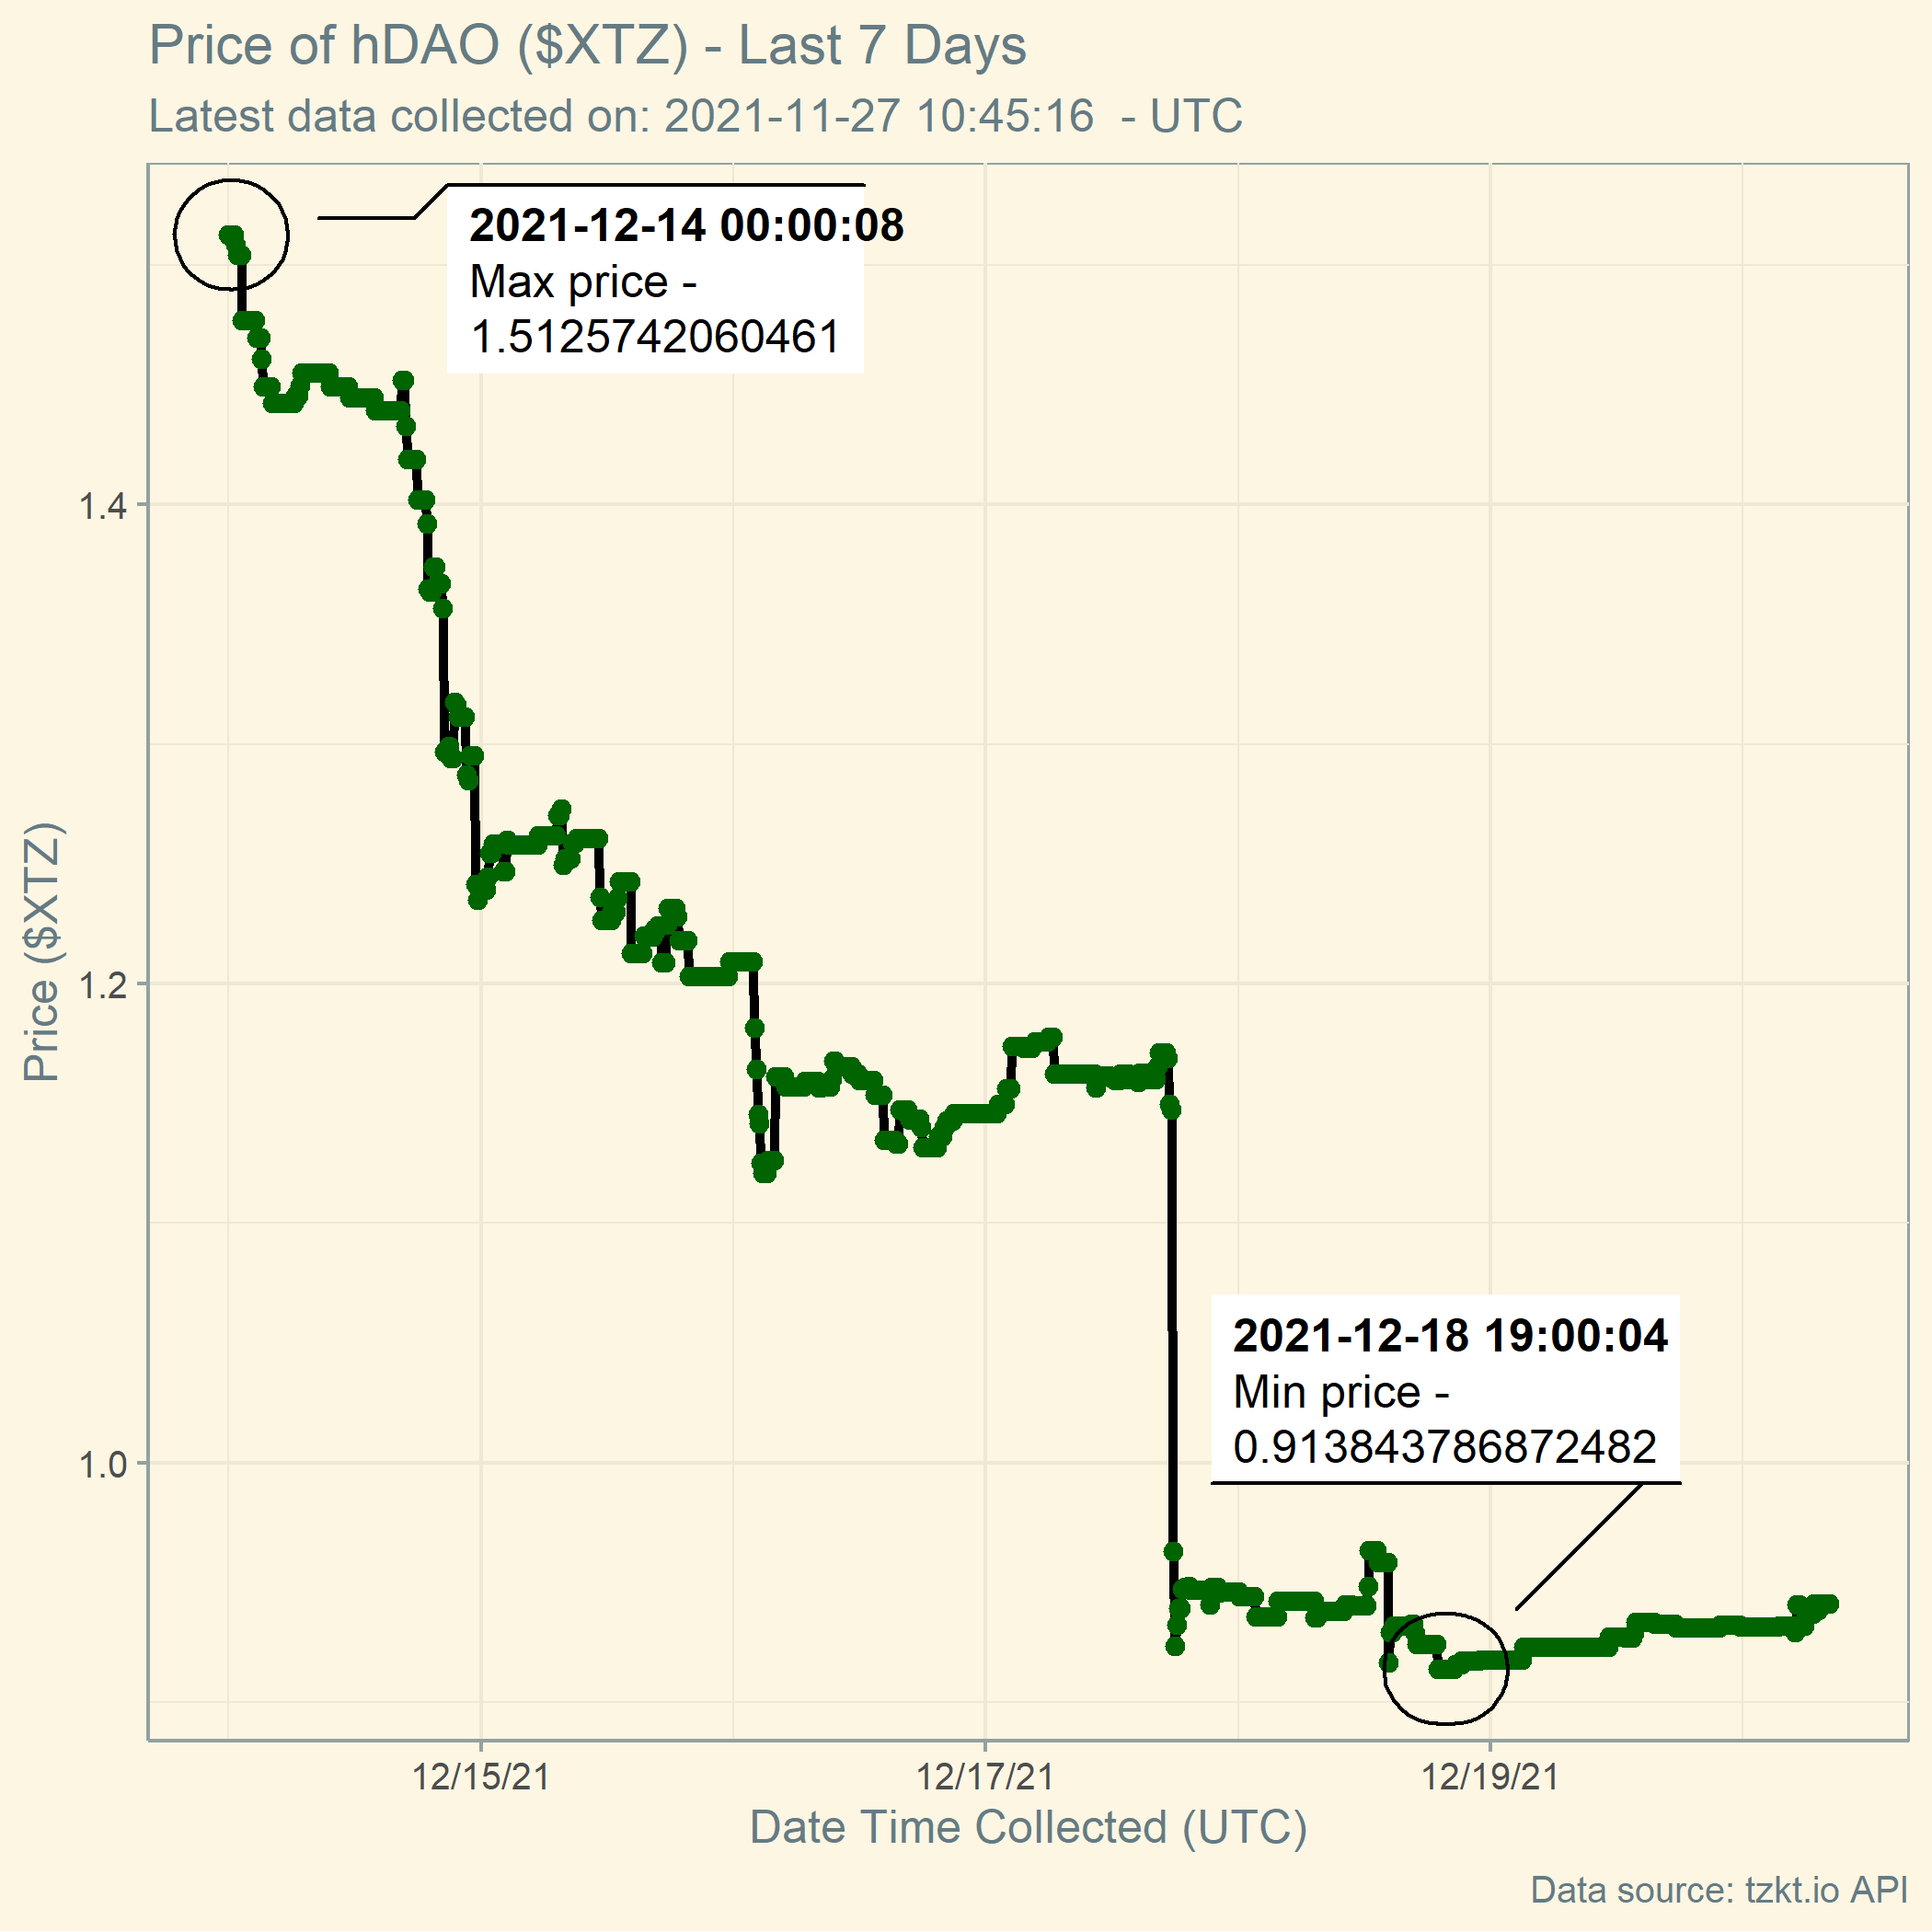 Price of hDAO ($XTZ) - Last 7 Days
Latest data collected on: 2021-11-27 10:45:16  - UTC
2021-12-14 00:00:08
Max price -
1.5125742060461
1.4
1.2
1.0
Price ($XTZ)
2021-12-18 19:00:04
Min price -
0.913843786872482
12/15/21
12/17/21
12/19/21
Date Time Collected (UTC)
Data source: tzkt.io API